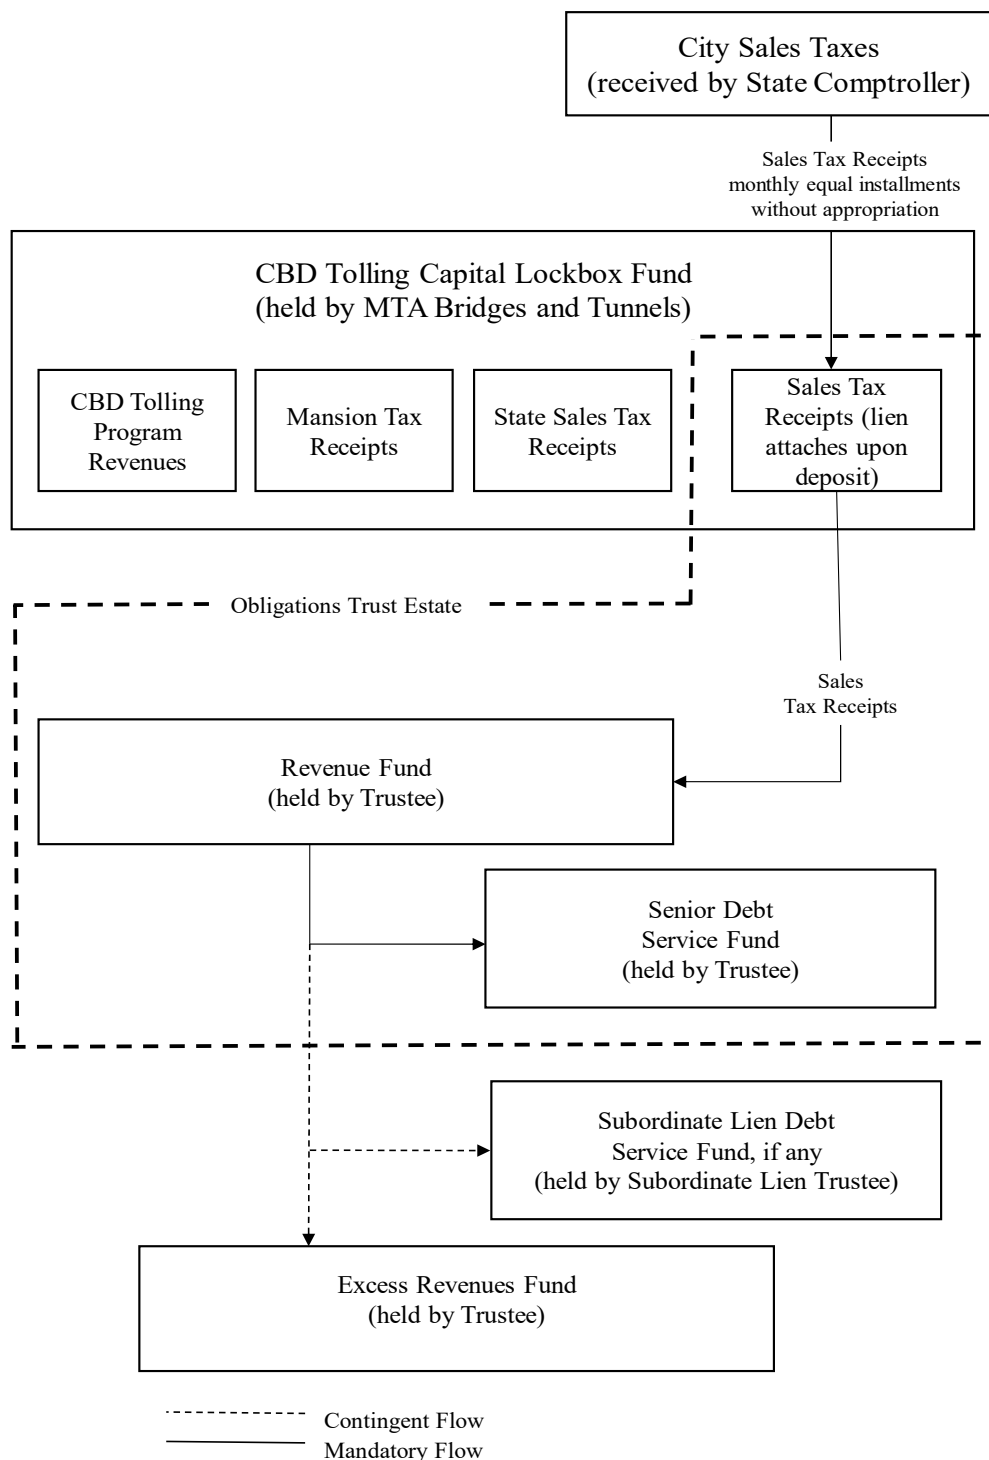 City Sales Taxes
(received by State Comptroller)
Sales Tax Receipts
monthly equal installments
without appropriation
CBD Tolling Capital Lockbox Fund
(held by MTA Bridges and Tunnels)
CBD Tolling
Program
Revenues
Mansion Tax
Receipts
State Sales Tax
Receipts
Sales Tax
Receipts (lien
attaches upon
deposit)
Obligations Trust Estate
Sales
Tax Receipts
Revenue Fund
(held by Trustee)
Senior Debt
Service Fund
(held by Trustee)
Subordinate Lien Debt
Service Fund, if any
(held by Subordinate Lien Trustee)
Excess Revenues Fund
(held by Trustee)
Contingent Flow
Mandatory Flow